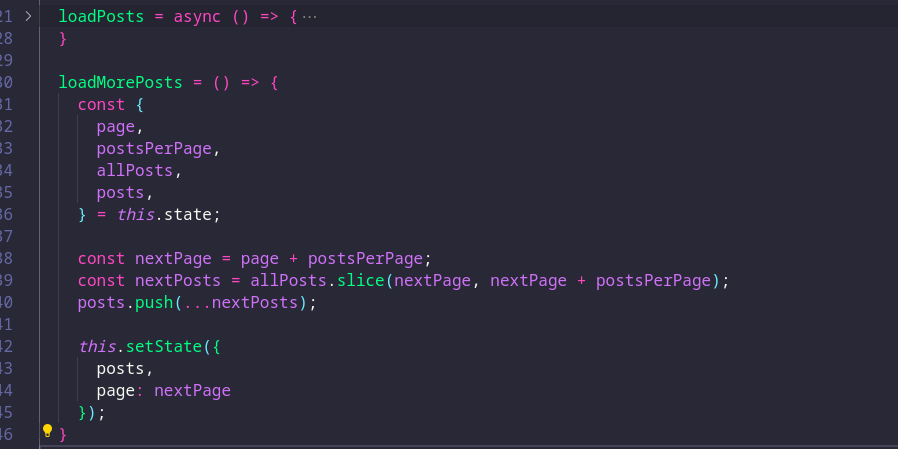 21 > loadPosts = async () => {···
28 }
29
30 loadMorePosts = () => {
31 const {
32 page,
33 postsPerPage,
34 allPosts,
35 posts,
36 } = this.state;
37
38 const nextPage = page + postsPerPage;
39 const nextPosts = allPosts.slice(nextPage, nextPage + postsPerPage);
40 posts.push(...nextPosts);
41
42 this.setState({
43 posts,
44 page: nextPage
45 });
46 }